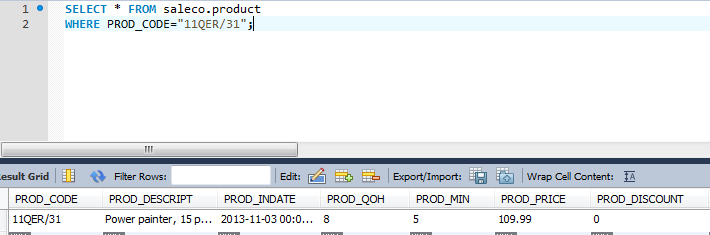 1 SELECT * FROM saleco.product
2 WHERE PROD_CODE="11QER/31";
Result Grid Filter Rows: Edit: Export/Import: Wrap Cell Content:
PROD_CODE PROD_DESCRIPT PROD_INDATE PROD_QOH PROD_MIN PROD_PRICE PROD_DISCOUNT
11QER/31 Power painter, 15 p... 2013-11-03 00:0... 8 5 109.99 0